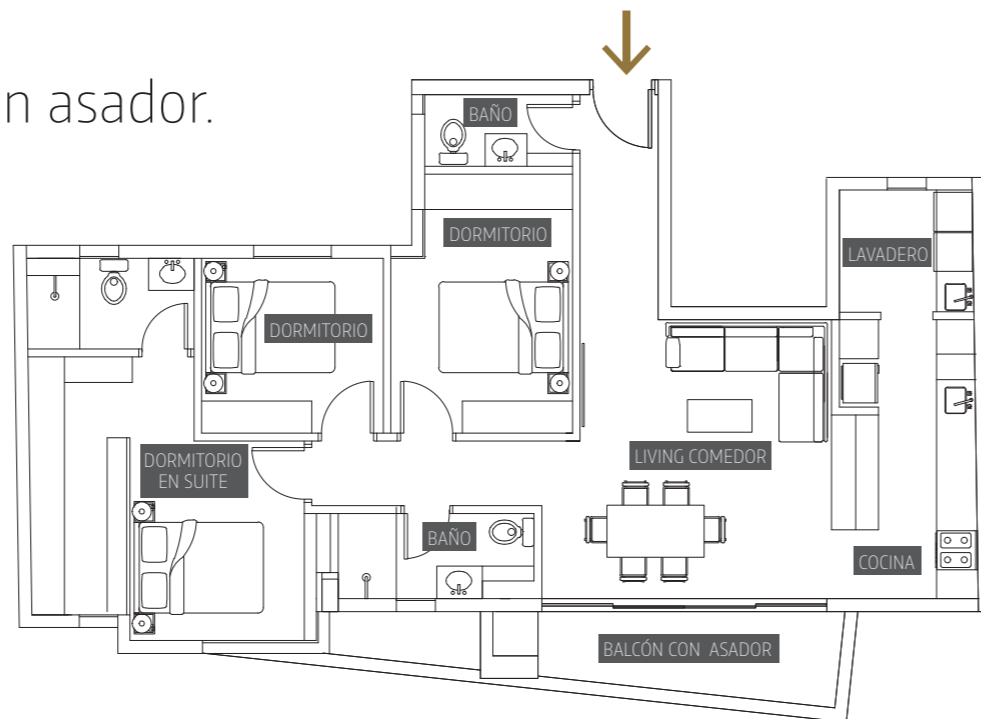 n asador.
BAÑO
DORMITORIO
LAVADERO
DORMITORIO
DORMITORIO
EN SUITE
LIVING COMEDOR
BAÑO
COCINA
BALCÓN CON ASADOR